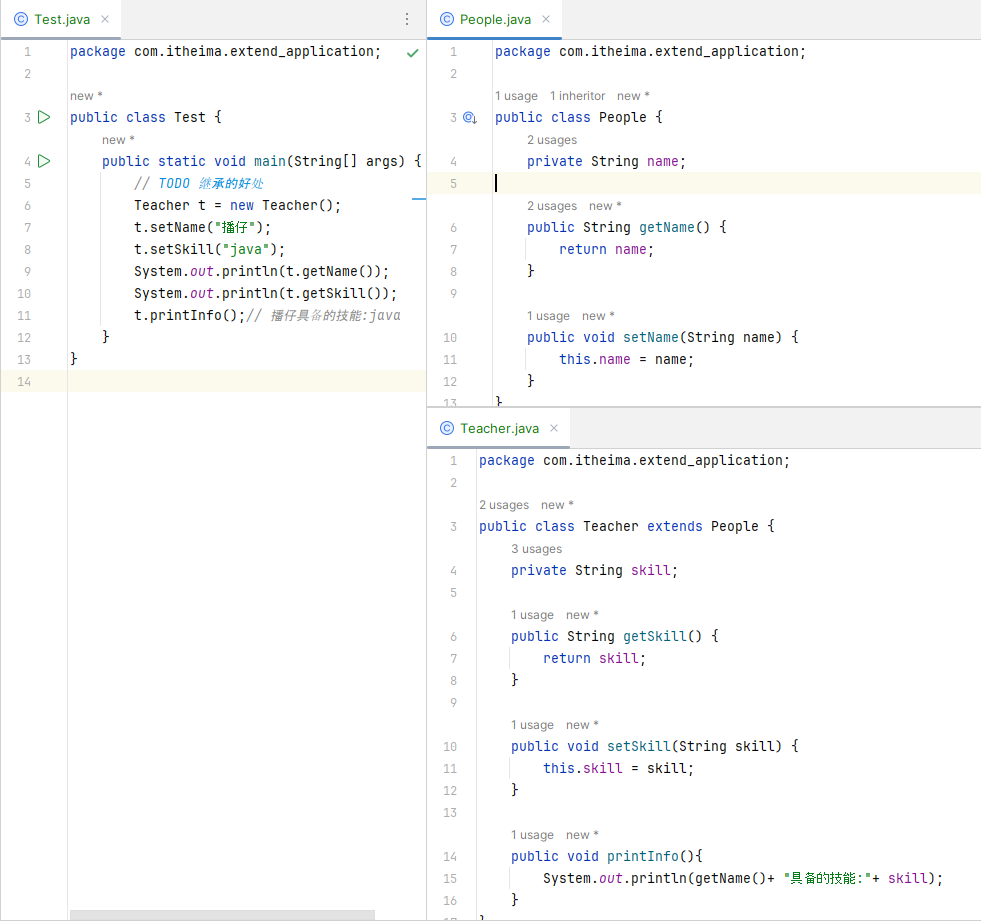 Test.java
1 package com.itheima.extend_application;
2
new *
3 public class Test {
new *
4 public static void main(String[] args) {
5 // TODO 继承的好处
6 Teacher t = new Teacher();
7 t.setName("播仔");
8 t.setSkill("java");
9 System.out.println(t.getName());
10 System.out.println(t.getSkill());
11 t.printInfo();// 播仔具备的技能:java
12 }
13 }
14
People.java
1 package com.itheima.extend_application;
2
1 usage 1 inheritor new *
3 public class People {
2 usages
4 private String name;
5
2 usages new *
6 public String getName() {
7 return name;
8 }
9
1 usage new *
10 public void setName(String name) {
11 this.name = name;
12 }
13 }
Teacher.java
1 package com.itheima.extend_application;
2
2 usages new *
3 public class Teacher extends People {
3 usages
4 private String skill;
5
1 usage new *
6 public String getSkill() {
7 return skill;
8 }
9
1 usage new *
10 public void setSkill(String skill) {
11 this.skill = skill;
12 }
13
1 usage new *
14 public void printInfo(){
15 System.out.println(getName()+ "具备的技能:"+ skill);
16 }